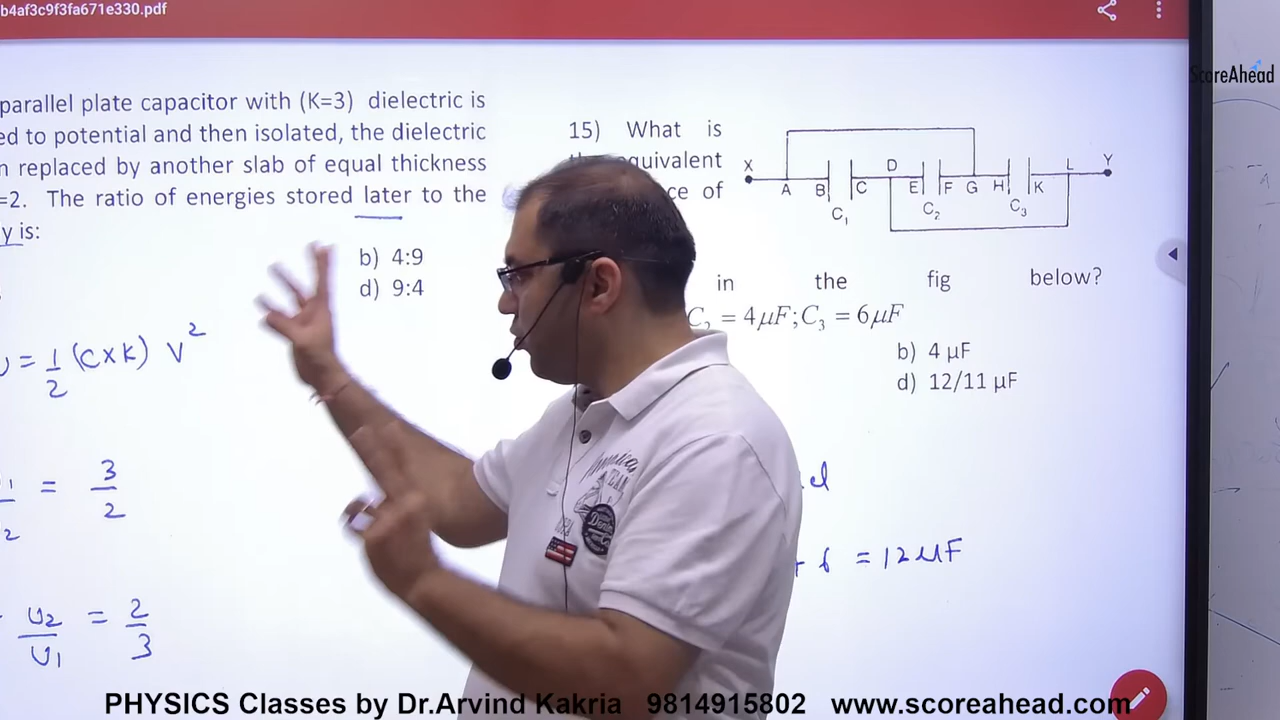 b4af3c9f3fa671e330.pdf
ScoreAhead
parallel plate capacitor with (K=3) dielectric is
ed to potential and then isolated, the dielectric
n replaced by another slab of equal thickness
=2. The ratio of energies stored later to the
y is:
b) 4:9
d) 9:4
U = 1/2 (C×K) V²
= 3/2
U₂/U₁ = 2/3
15) What is
equivalent
ce of
X A B C D E F G H K L Y
C₁ C₂ C₃
in the fig below?
= 4μF; C₃ = 6μF
b) 4 μF
d) 12/11 μF
+ 6 = 12μF
PHYSICS Classes by Dr.Arvind Kakria 9814915802 www.scoreahead.com